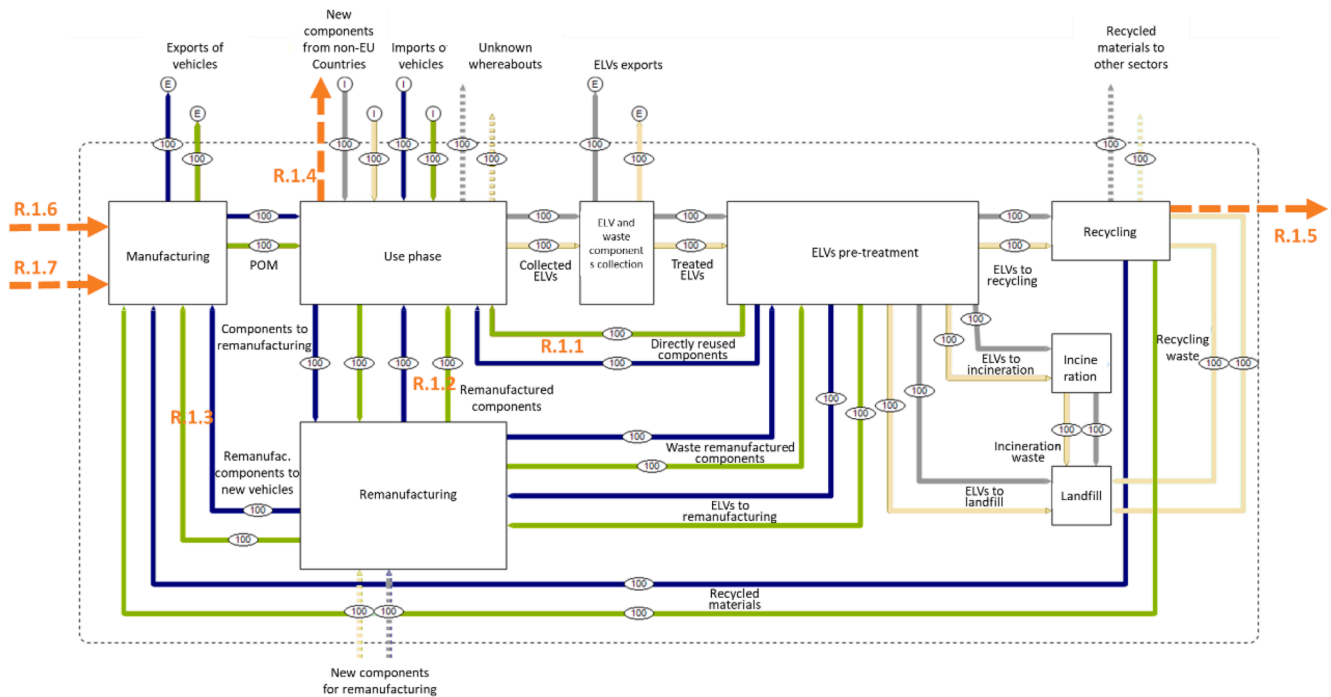 New
components
from non-EU
Countries
Exports of
vehicles
Imports o
vehicles
Unknown
whereabouts
ELVs exports
Recycled
materials to
other sectors
E
E
I
I
I
I
E
E
100
100
100
100
100
100
100
100
100
100
100
100
R.1.4
R.1.6
R.1.7
R.1.5
Manufacturing
100
100
POM
Use phase
100
100
Collected
ELVs
ELV and
waste
component
s collection
100
100
Treated
ELVs
ELVs pre-treatment
100
100
ELVs to
recycling
Recycling
Components to
remanufacturing
100
100
100
100
R.1.2
Remanufactured
components
100
R.1.1
Directly reused
components
100
100
100
ELVs to
incineration
Incine
ration
Recycling
waste
100
100
100
100
100
100
R.1.3
Remanufac.
components to
new vehicles
100
100
Remanufacturing
100
Waste remanufactured
components
100
ELVs to
remanufacturing
100
100
Incineration
waste
ELVs to
landfill
Landfill
100
Recycled
materials
100
100
100
New components
for remanufacturing